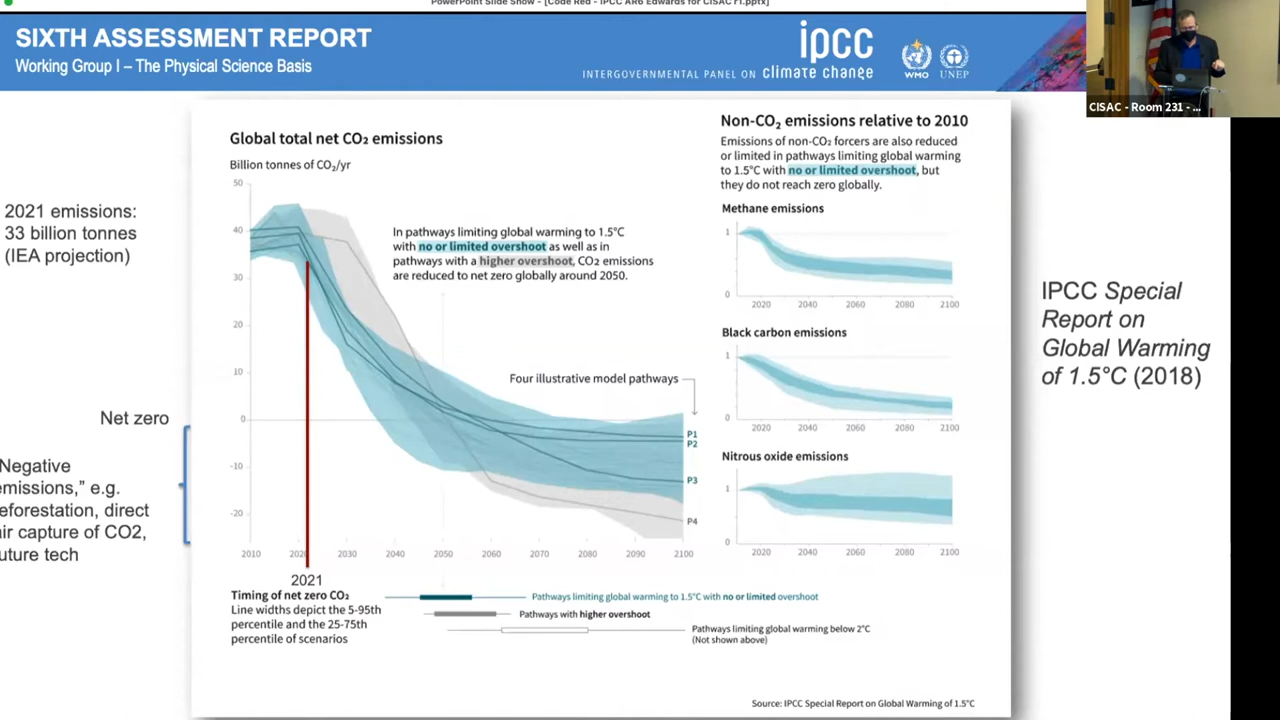 PowerPoint Slide Show - [Code Red - IPCC AR6 Edwards for CISAC r1.pptx]
SIXTH ASSESSMENT REPORT
Working Group I – The Physical Science Basis
ipcc
INTERGOVERNMENTAL PANEL ON climate change
WMO
UNEP
CISAC - Room 231 - ...
2021 emissions:
33 billion tonnes
(IEA projection)
Net zero
Negative
emissions,” e.g.
eforestation, direct
air capture of CO2,
uture tech
Global total net CO₂ emissions
Billion tonnes of CO₂/yr
50
40
30
20
10
0
-10
-20
2010
2020
2030
2040
2050
2060
2070
2080
2090
2100
In pathways limiting global warming to 1.5°C
with no or limited overshoot as well as in
pathways with a higher overshoot, CO₂ emissions
are reduced to net zero globally around 2050.
Four illustrative model pathways
P1
P2
P3
P4
2021
Timing of net zero CO₂
Line widths depict the 5-95th
percentile and the 25-75th
percentile of scenarios
Pathways limiting global warming to 1.5°C with no or limited overshoot
Pathways with higher overshoot
Pathways limiting global warming below 2°C
(Not shown above)
Non-CO₂ emissions relative to 2010
Emissions of non-CO₂ forcers are also reduced
or limited in pathways limiting global warming
to 1.5°C with no or limited overshoot, but
they do not reach zero globally.
Methane emissions
1
0
2020 2040 2060 2080 2100
Black carbon emissions
1
0
2020 2040 2060 2080 2100
Nitrous oxide emissions
1
0
2020 2040 2060 2080 2100
Source: IPCC Special Report on Global Warming of 1.5°C
IPCC Special
Report on
Global Warming
of 1.5°C (2018)